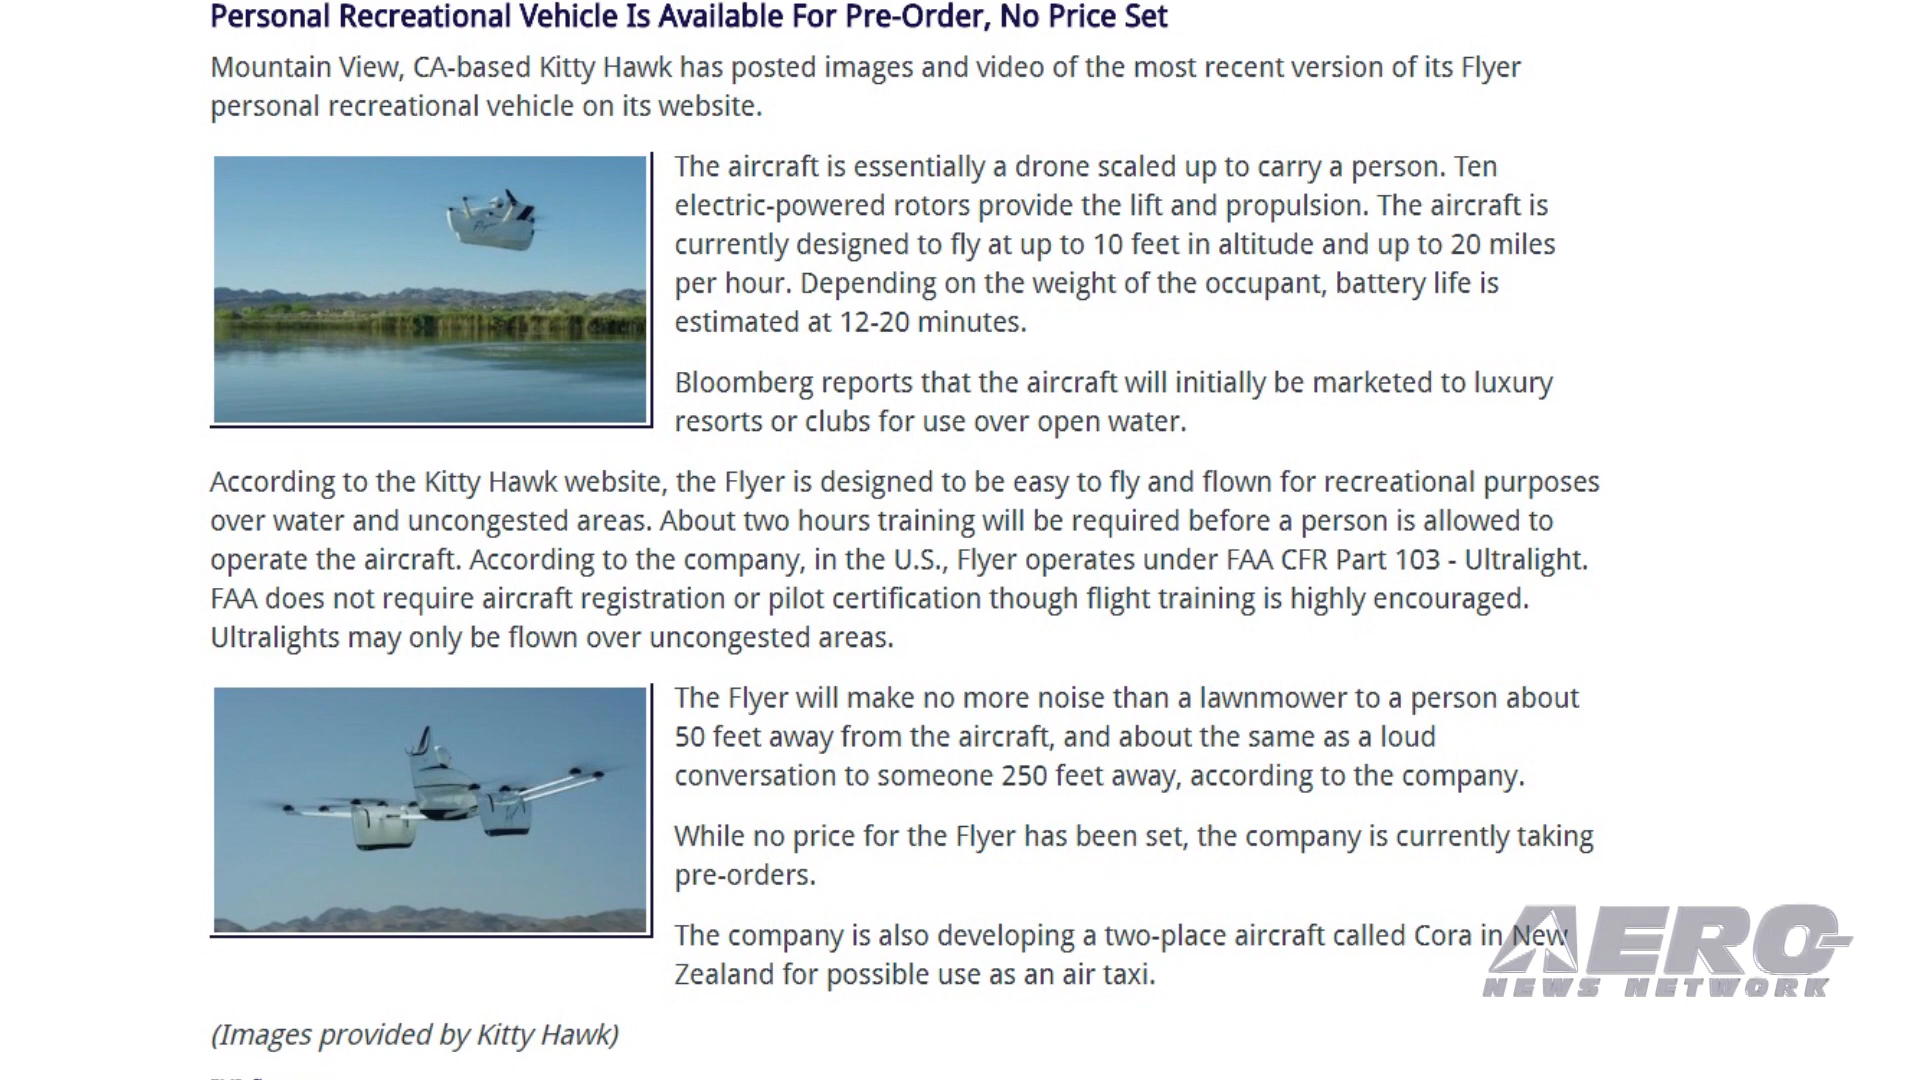 Personal Recreational Vehicle Is Available For Pre-Order, No Price Set
Mountain View, CA-based Kitty Hawk has posted images and video of the most recent version of its Flyer
personal recreational vehicle on its website.
The aircraft is essentially a drone scaled up to carry a person. Ten
electric-powered rotors provide the lift and propulsion. The aircraft is
currently designed to fly at up to 10 feet in altitude and up to 20 miles
per hour. Depending on the weight of the occupant, battery life is
estimated at 12-20 minutes.
Bloomberg reports that the aircraft will initially be marketed to luxury
resorts or clubs for use over open water.
According to the Kitty Hawk website, the Flyer is designed to be easy to fly and flown for recreational purposes
over water and uncongested areas. About two hours training will be required before a person is allowed to
operate the aircraft. According to the company, in the U.S., Flyer operates under FAA CFR Part 103 - Ultralight.
FAA does not require aircraft registration or pilot certification though flight training is highly encouraged.
Ultralights may only be flown over uncongested areas.
The Flyer will make no more noise than a lawnmower to a person about
50 feet away from the aircraft, and about the same as a loud
conversation to someone 250 feet away, according to the company.
While no price for the Flyer has been set, the company is currently taking
pre-orders.
The company is also developing a two-place aircraft called Cora in New
Zealand for possible use as an air taxi.
AERO-
NEWS NETWORK
(Images provided by Kitty Hawk)